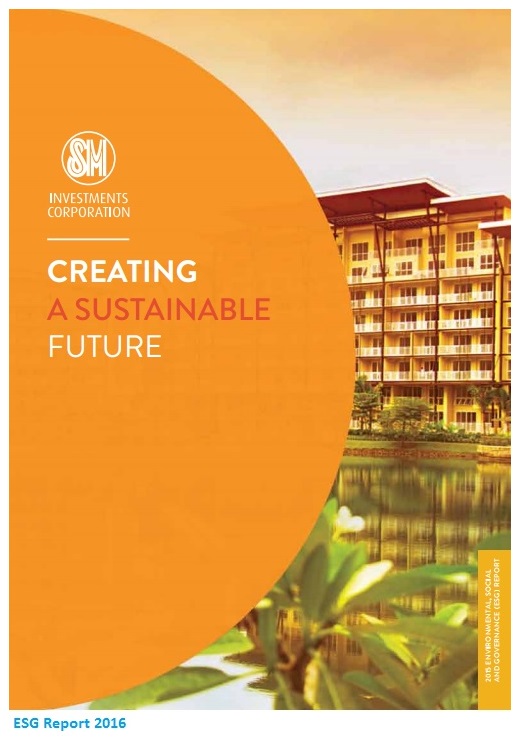 SM
INVESTMENTS
CORPORATION
CREATING
A SUSTAINABLE
FUTURE
2015 ENVIRONMENTAL, SOCIAL
AND GOVERNANCE (ESG) REPORT
ESG Report 2016